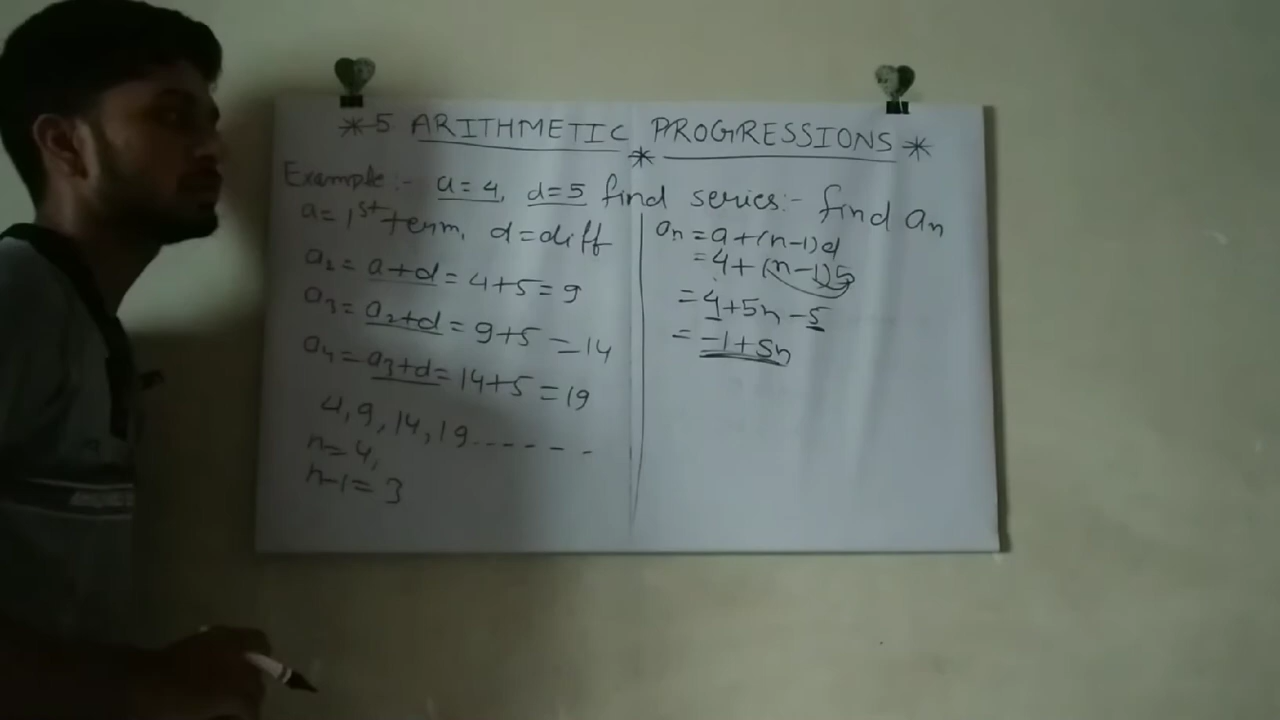 *5 ARITHMETIC PROGRESSIONS *
*
Example:- a=4, d=5 find series:- find an
a=1st term, d=diff
a2 = a+d = 4+5=9
a3 = a2+d = 9+5 =14
a4 = a3+d = 14+5 =19
4,9,14,19------
n=4,
n-1=3
an = a+(n-1)d
=4+(n-1)5
=4+5n-5
=-1+5n